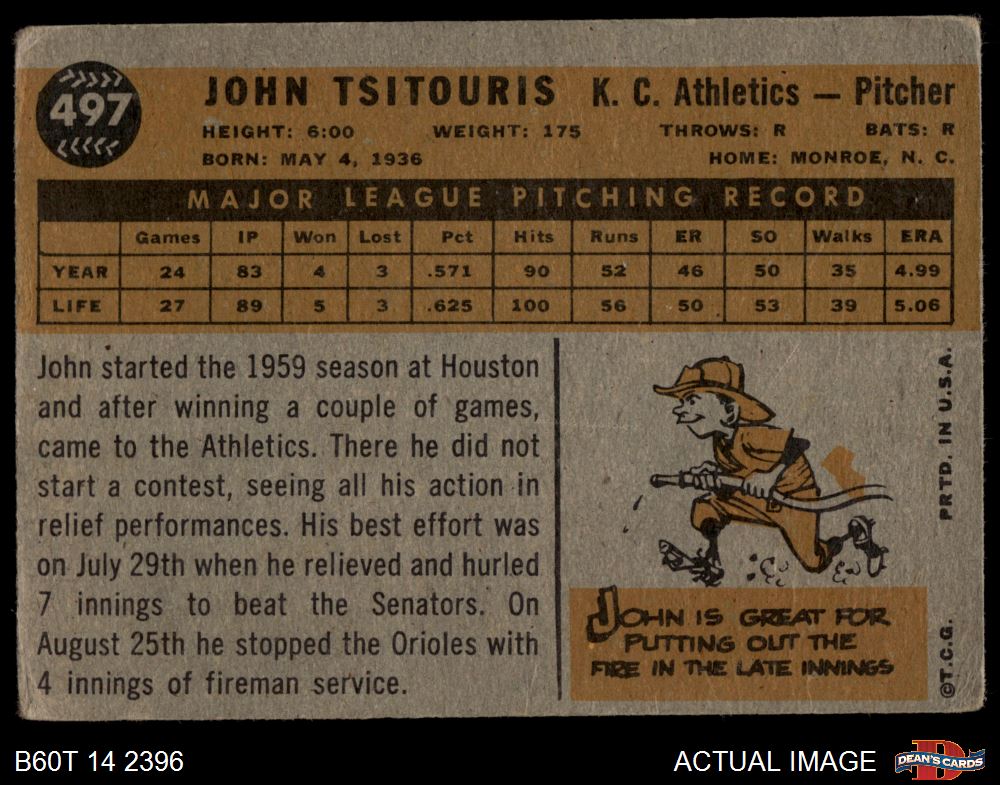 497
JOHN TSITOURIS K. C. Athletics — Pitcher
HEIGHT: 6:00 WEIGHT: 175 THROWS: R BATS: R
BORN: MAY 4, 1936 HOME: MONROE, N. C.
MAJOR LEAGUE PITCHING RECORD
Games IP Won Lost Pct Hits Runs ER SO Walks ERA
YEAR 24 83 4 3 .571 90 52 46 50 35 4.99
LIFE 27 89 5 3 .625 100 56 50 53 39 5.06
John started the 1959 season at Houston
and after winning a couple of games,
came to the Athletics. There he did not
start a contest, seeing all his action in
relief performances. His best effort was
on July 29th when he relieved and hurled
7 innings to beat the Senators. On
August 25th he stopped the Orioles with
4 innings of fireman service.
JOHN IS GREAT FOR
PUTTING OUT THE
FIRE IN THE LATE INNINGS
©T.C.G. PRTD. IN U.S.A.
B60T 14 2396 ACTUAL IMAGE
DEAN'S CARDS